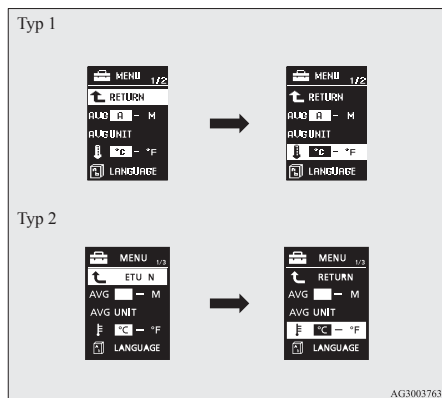 Typ 1
MENU 1/2
RETURN
AVG A - M
AVG UNIT
°C - °F
LANGUAGE
MENU 1/2
RETURN
AVG A - M
AVG UNIT
°C - °F
LANGUAGE
Typ 2
MENU 1/3
ETU N
AVG - M
AVG UNIT
°C - °F
LANGUAGE
MENU 1/3
RETURN
AVG - M
AVG UNIT
°C - °F
LANGUAGE
AG3003763